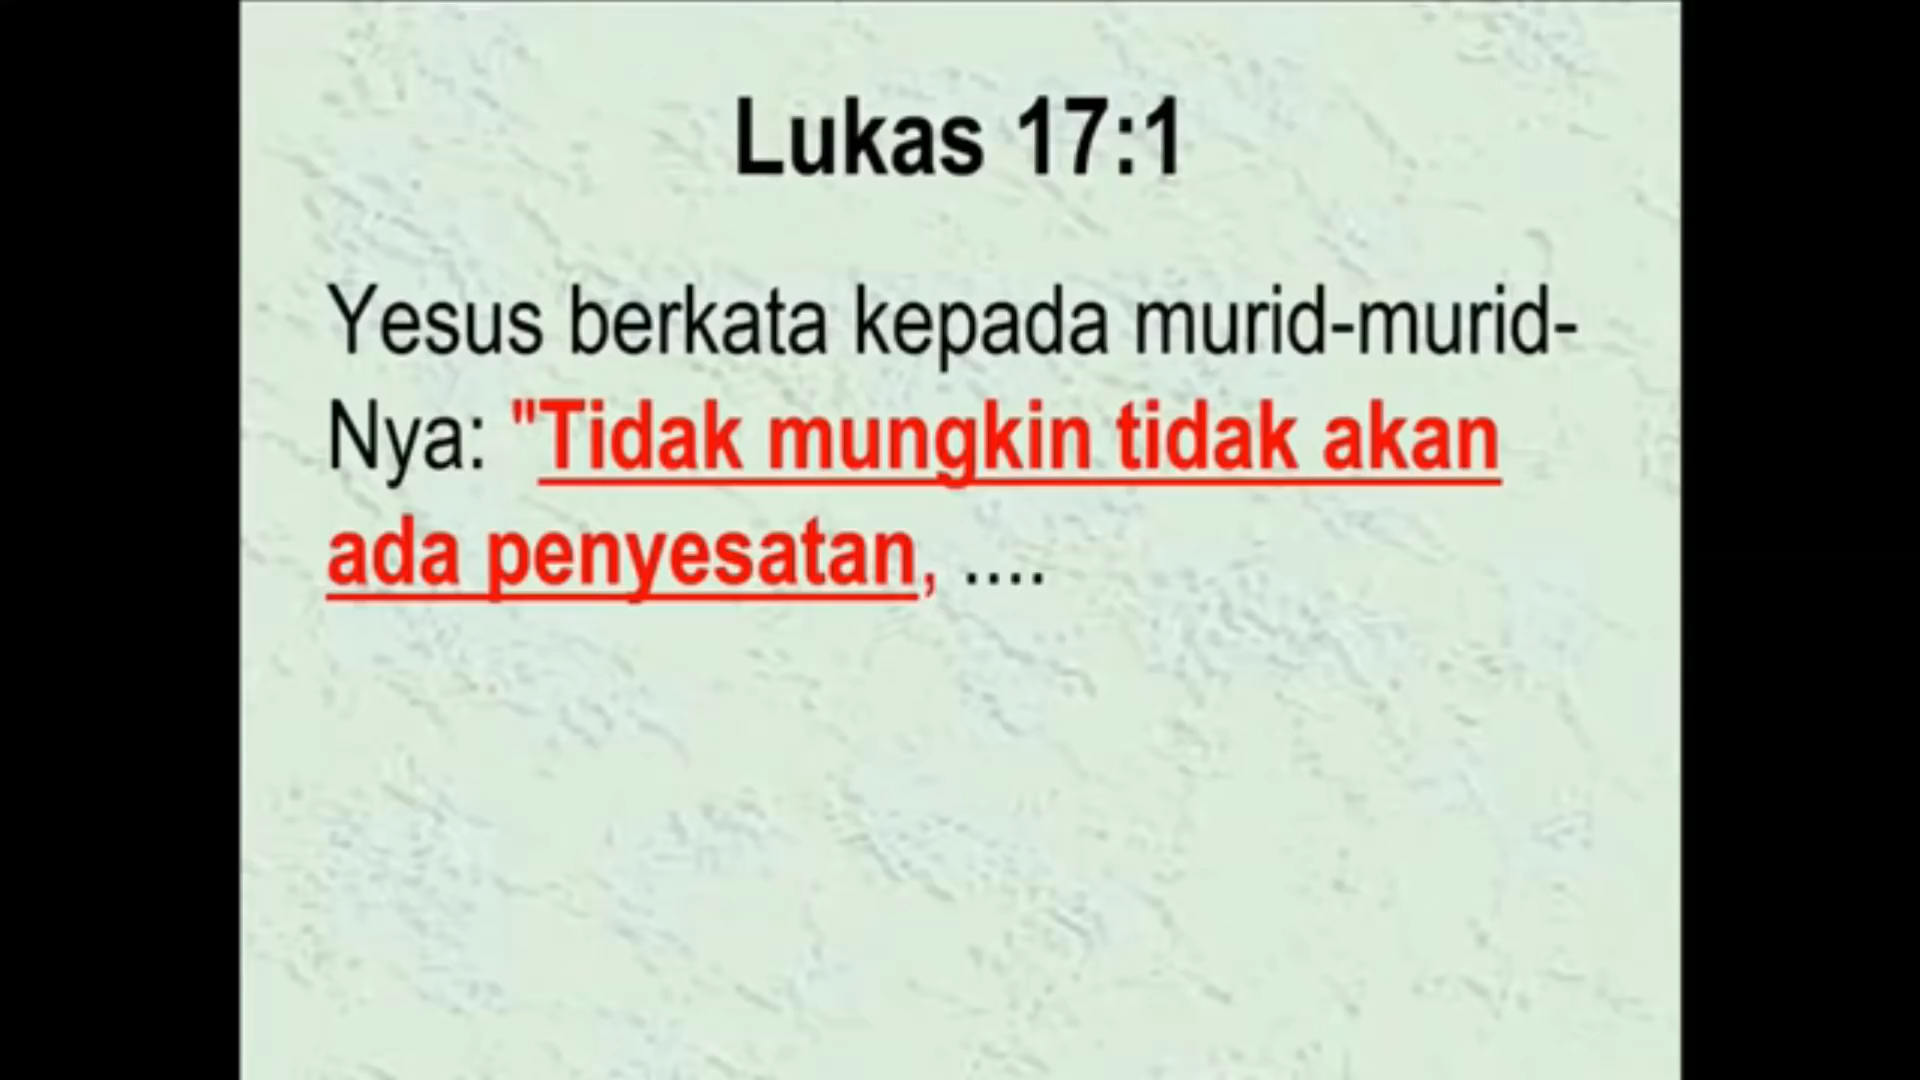 Lukas 17:1
Yesus berkata kepada murid-murid-
Nya: "Tidak mungkin tidak akan
ada penyesatan, ....